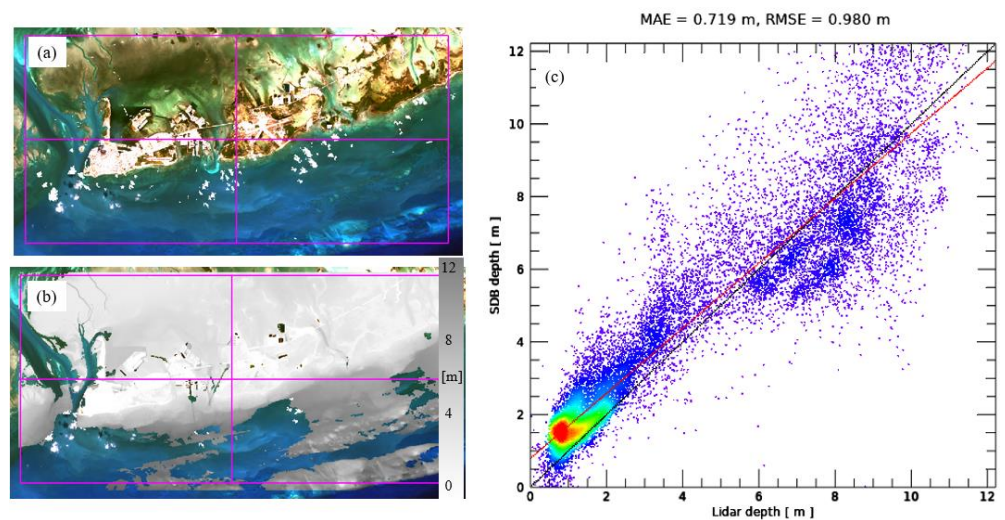 MAE = 0.719 m, RMSE = 0.980 m
(a)
(b)
12
8
[m]
4
0
(c)
12
10
8
6
4
2
0
SDB depth [ m ]
0 2 4 6 8 10 12
Lidar depth [ m ]